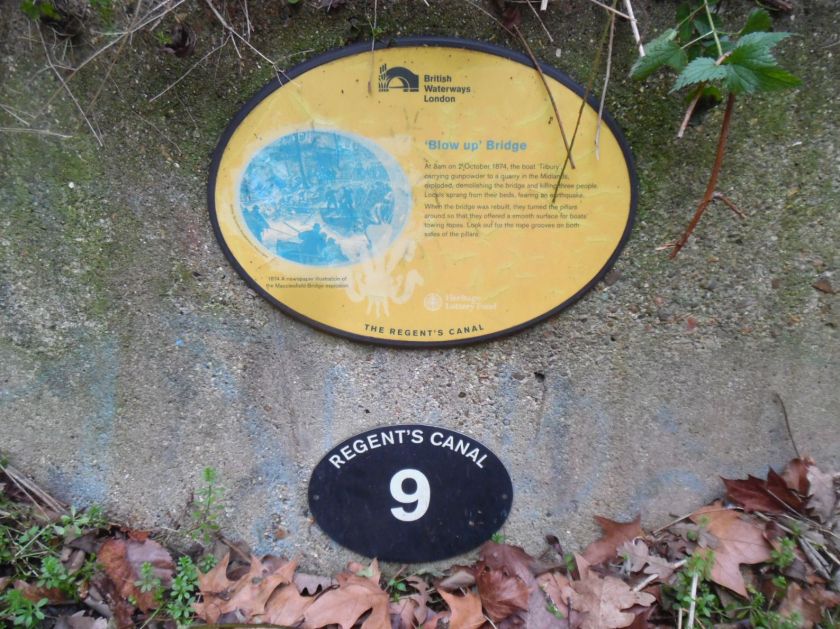 British
Waterways
London
'Blow up' Bridge
At 5am on 2 October 1874, the boat 'Tilbury'
carrying gunpowder to a quarry in the Midlands,
exploded, demolishing the bridge and killing three people.
Locals sprang from their beds, fearing an earthquake.
When the bridge was rebuilt, they turned the pillars
around so that they offered a smooth surface for boats'
towing ropes. Look out for the rope grooves on both
sides of the pillars.
1874 A newspaper illustration of
the Macclesfield Bridge explosion
Heritage
Lottery Fund
THE REGENT'S CANAL
REGENT'S CANAL
9